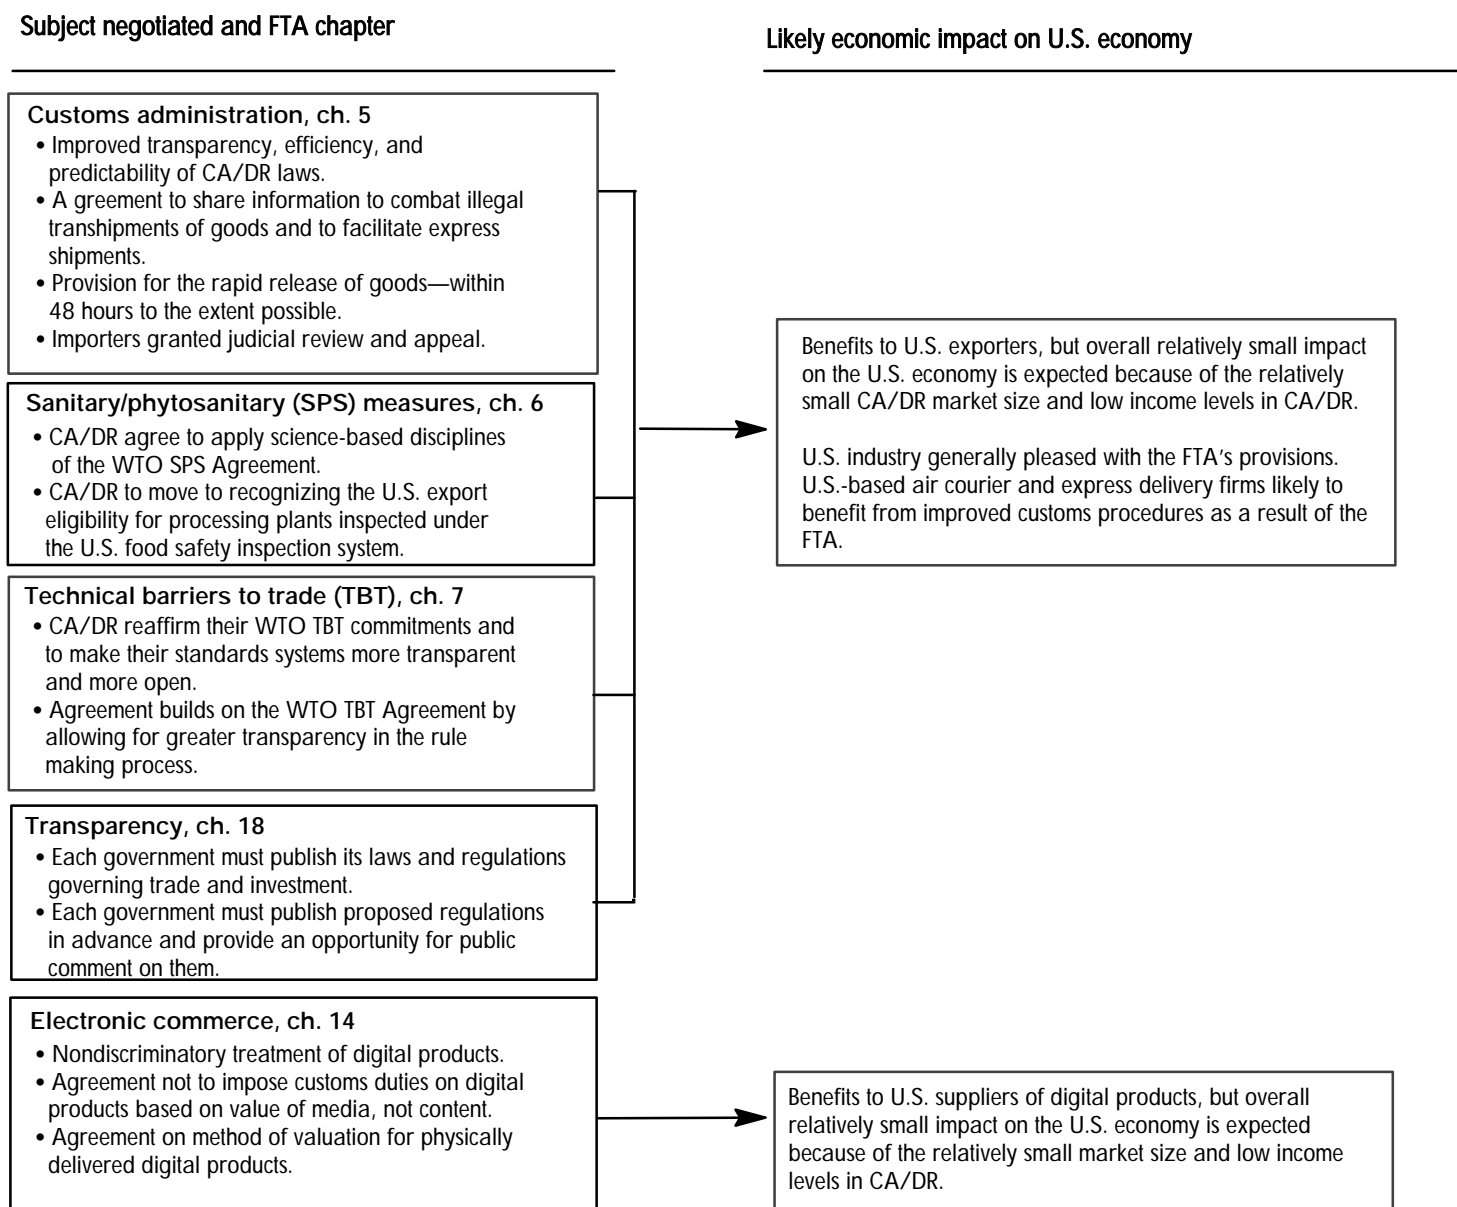 Subject negotiated and FTA chapter
Likely economic impact on U.S. economy
Customs administration, ch. 5
• Improved transparency, efficiency, and
predictability of CA/DR laws.
• A greement to share information to combat illegal
transhipments of goods and to facilitate express
shipments.
• Provision for the rapid release of goods—within
48 hours to the extent possible.
• Importers granted judicial review and appeal.
Sanitary/phytosanitary (SPS) measures, ch. 6
• CA/DR agree to apply science-based disciplines
of the WTO SPS Agreement.
• CA/DR to move to recognizing the U.S. export
eligibility for processing plants inspected under
the U.S. food safety inspection system.
Technical barriers to trade (TBT), ch. 7
• CA/DR reaffirm their WTO TBT commitments and
to make their standards systems more transparent
and more open.
• Agreement builds on the WTO TBT Agreement by
allowing for greater transparency in the rule
making process.
Transparency, ch. 18
• Each government must publish its laws and regulations
governing trade and investment.
• Each government must publish proposed regulations
in advance and provide an opportunity for public
comment on them.
Benefits to U.S. exporters, but overall relatively small impact
on the U.S. economy is expected because of the relatively
small CA/DR market size and low income levels in CA/DR.
U.S. industry generally pleased with the FTA's provisions.
U.S.-based air courier and express delivery firms likely to
benefit from improved customs procedures as a result of the
FTA.
Electronic commerce, ch. 14
• Nondiscriminatory treatment of digital products.
• Agreement not to impose customs duties on digital
products based on value of media, not content.
• Agreement on method of valuation for physically
delivered digital products.
Benefits to U.S. suppliers of digital products, but overall
relatively small impact on the U.S. economy is expected
because of the relatively small market size and low income
levels in CA/DR.